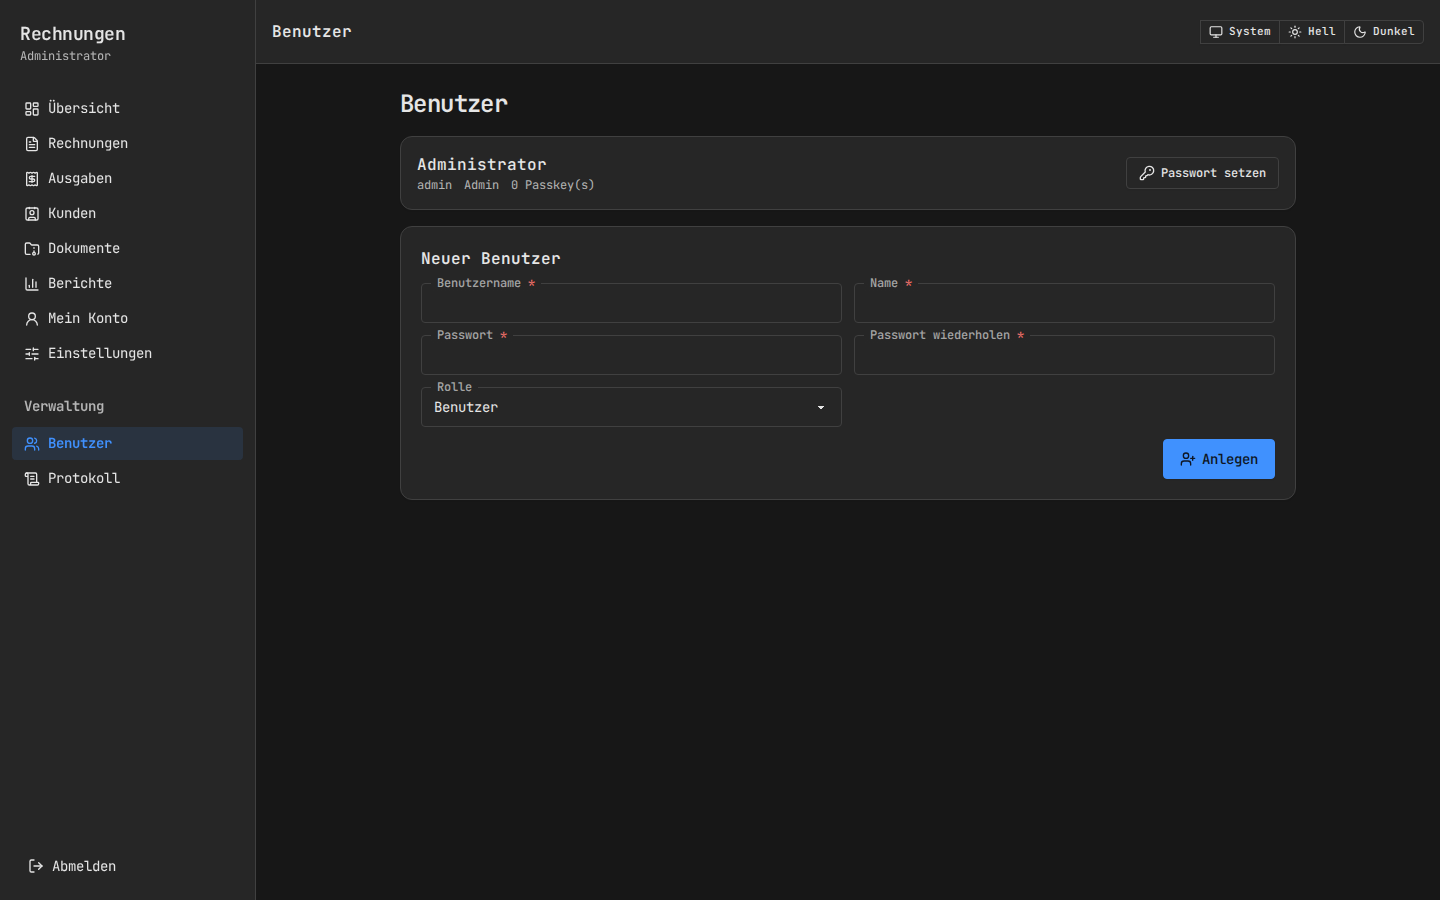 Rechnungen
Administrator
Übersicht
Rechnungen
Ausgaben
Kunden
Dokumente
Berichte
Mein Konto
Einstellungen
Verwaltung
Benutzer
Protokoll
Abmelden
Benutzer
System Hell Dunkel
Benutzer
Administrator
admin Admin 0 Passkey(s)
Passwort setzen
Neuer Benutzer
Benutzername * Name *
Passwort * Passwort wiederholen *
Rolle
Benutzer
Anlegen